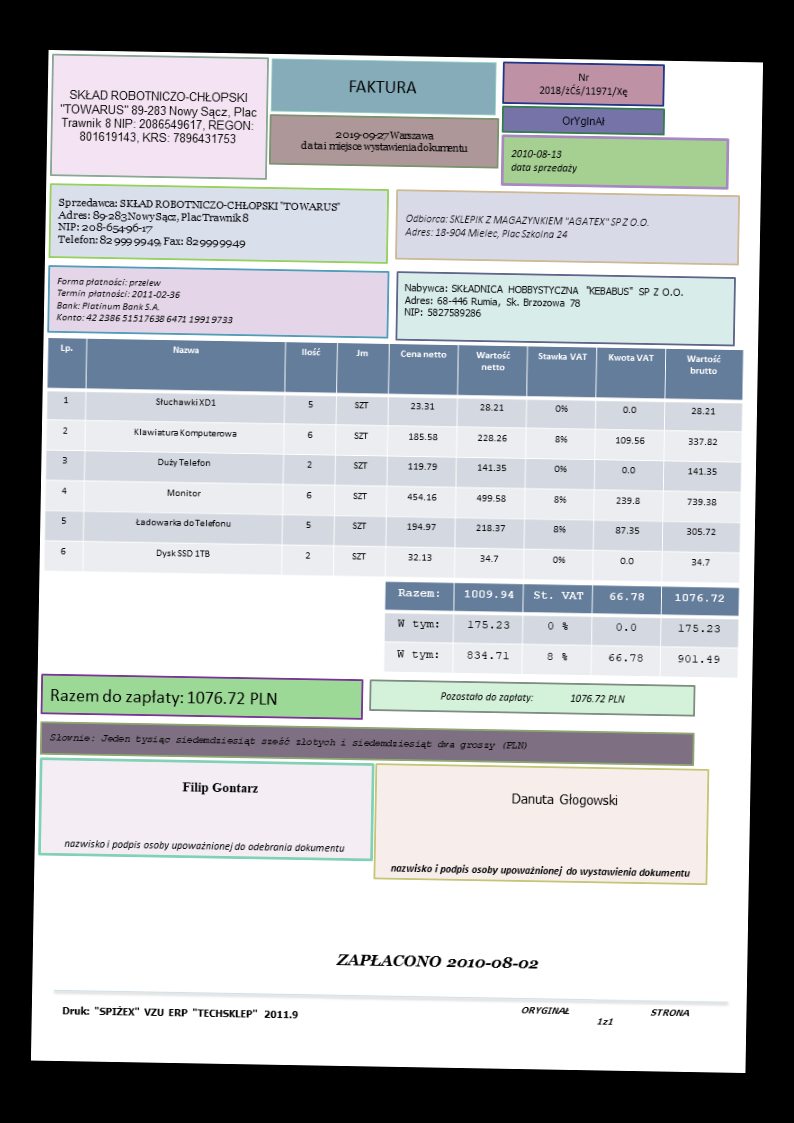 SKŁAD ROBOTNICZO-CHŁOPSKI
"TOWARUS" 89-283 Nowy Sącz, Plac
Trawnik 8 NIP: 2086549617, REGON:
801619143, KRS: 7896431753
FAKTURA
2019-09-27 Warszawa
data i miejsce wystawienia dokumentu
Nr
2018/żĆś/11971/Xę
OrYgInAł
2010-08-13
data sprzedaży
Sprzedawca: SKŁAD ROBOTNICZO-CHŁOPSKI "TOWARUS"
Adres: 89-283 Nowy Sącz, Plac Trawnik 8
NIP: 208-654-96-17
Telefon: 82 999 9949, Fax: 829999949
Odbiorca: SKLEPIK Z MAGAZYNKIEM "AGATEX" SP Z O.O.
Adres: 18-904 Mielec, Plac Szkolna 24
Forma płatności: przelew
Termin płatności: 2011-02-36
Bank: Platinum Bank S.A.
Konto: 42 2386 5151 7638 6471 1991 9733
Nabywca: SKŁADNICA HOBBYSTYCZNA "KEBABUS" SP Z O.O.
Adres: 68-446 Rumia, Sk. Brzozowa 78
NIP: 5827589286
Lp. Nazwa Ilość Jm Cena netto Wartość netto Stawka VAT Kwota VAT Wartość brutto
1 Słuchawki XD1 5 SZT 23.31 28.21 0% 0.0 28.21
2 Klawiatura Komputerowa 6 SZT 185.58 228.26 8% 109.56 337.82
3 Duży Telefon 2 SZT 119.79 141.35 0% 0.0 141.35
4 Monitor 6 SZT 454.16 499.58 8% 239.8 739.38
5 Ładowarka do Telefonu 5 SZT 194.97 218.37 8% 87.35 305.72
6 Dysk SSD 1TB 2 SZT 32.13 34.7 0% 0.0 34.7
Razem: 1009.94 St. VAT 66.78 1076.72
W tym: 175.23 0 % 0.0 175.23
W tym: 834.71 8 % 66.78 901.49
Razem do zapłaty: 1076.72 PLN
Pozostało do zapłaty: 1076.72 PLN
Słownie: Jeden tysiąc siedemdziesiąt sześć złotych i siedemdziesiąt dwa groszy (PLN)
Filip Gontarz
nazwisko i podpis osoby upoważnionej do odebrania dokumentu
Danuta Głogowski
nazwisko i podpis osoby upoważnionej do wystawienia dokumentu
ZAPŁACONO 2010-08-02
Druk: "SPIŻEX" VZU ERP "TECHSKLEP" 2011.9
ORYGINAŁ STRONA
1z1